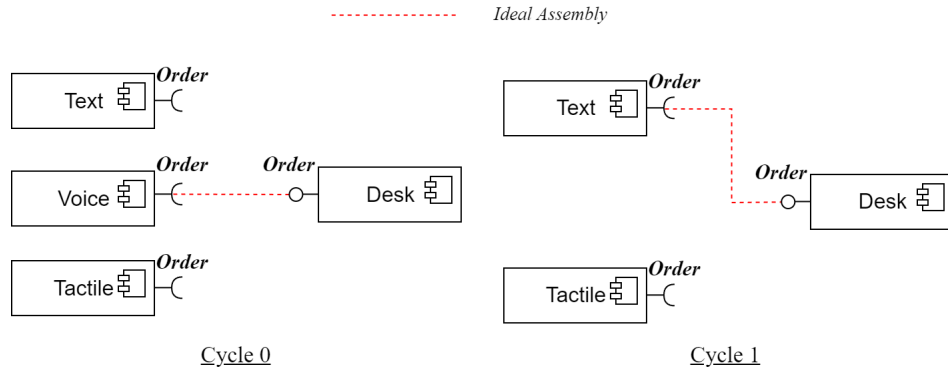 Ideal Assembly
Order
Text
Order
Voice
Order
Desk
Order
Tactile
Cycle 0
Order
Text
Order
Desk
Order
Tactile
Cycle 1